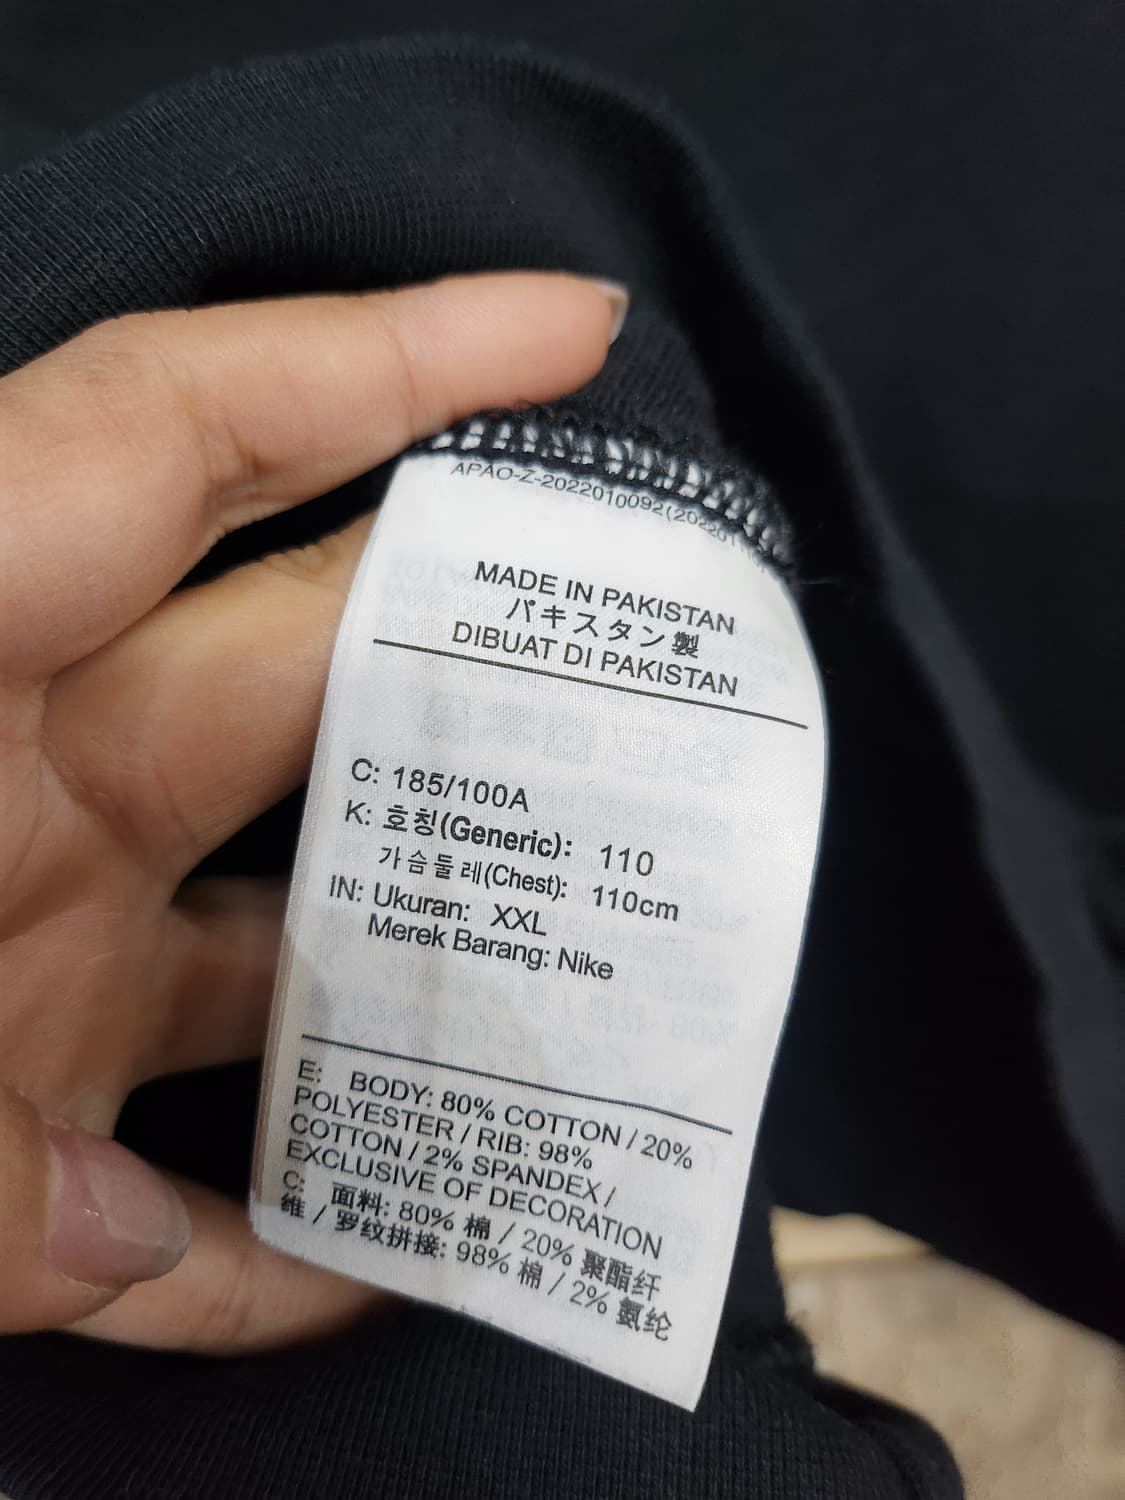 APAO-Z-2022010092(202201
MADE IN PAKISTAN
パキスタン製
DIBUAT DI PAKISTAN
C: 185/100A
K: 호칭(Generic): 110
가슴둘레(Chest): 110cm
IN: Ukuran: XXL
Merek Barang: Nike
E: BODY: 80% COTTON / 20%
POLYESTER / RIB: 98%
COTTON / 2% SPANDEX /
EXCLUSIVE OF DECORATION
C: 面料: 80% 棉 / 20% 聚酯纤
维 / 罗纹拼接: 98% 棉 / 2% 氨纶